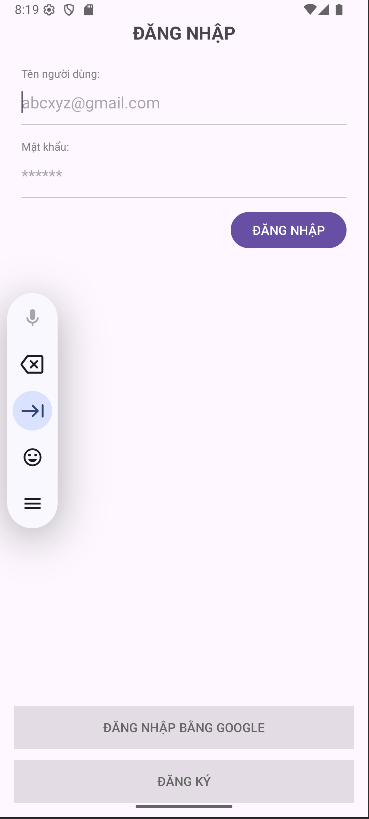 8:19
ĐĂNG NHẬP
Tên người dùng:
abcxyz@gmail.com
Mật khẩu:
******
ĐĂNG NHẬP
ĐĂNG NHẬP BẰNG GOOGLE
ĐĂNG KÝ